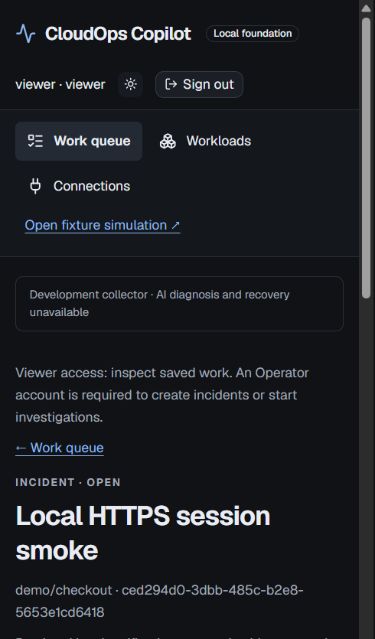 CloudOps Copilot
Local foundation
viewer · viewer
Sign out
Work queue
Workloads
Connections
Open fixture simulation ↗
Development collector · AI diagnosis and recovery
unavailable
Viewer access: inspect saved work. An Operator
account is required to create incidents or start
investigations.
← Work queue
INCIDENT · OPEN
Local HTTPS session
smoke
demo/checkout · ced294d0-3dbb-485c-b2e8-
5653e1cd6418